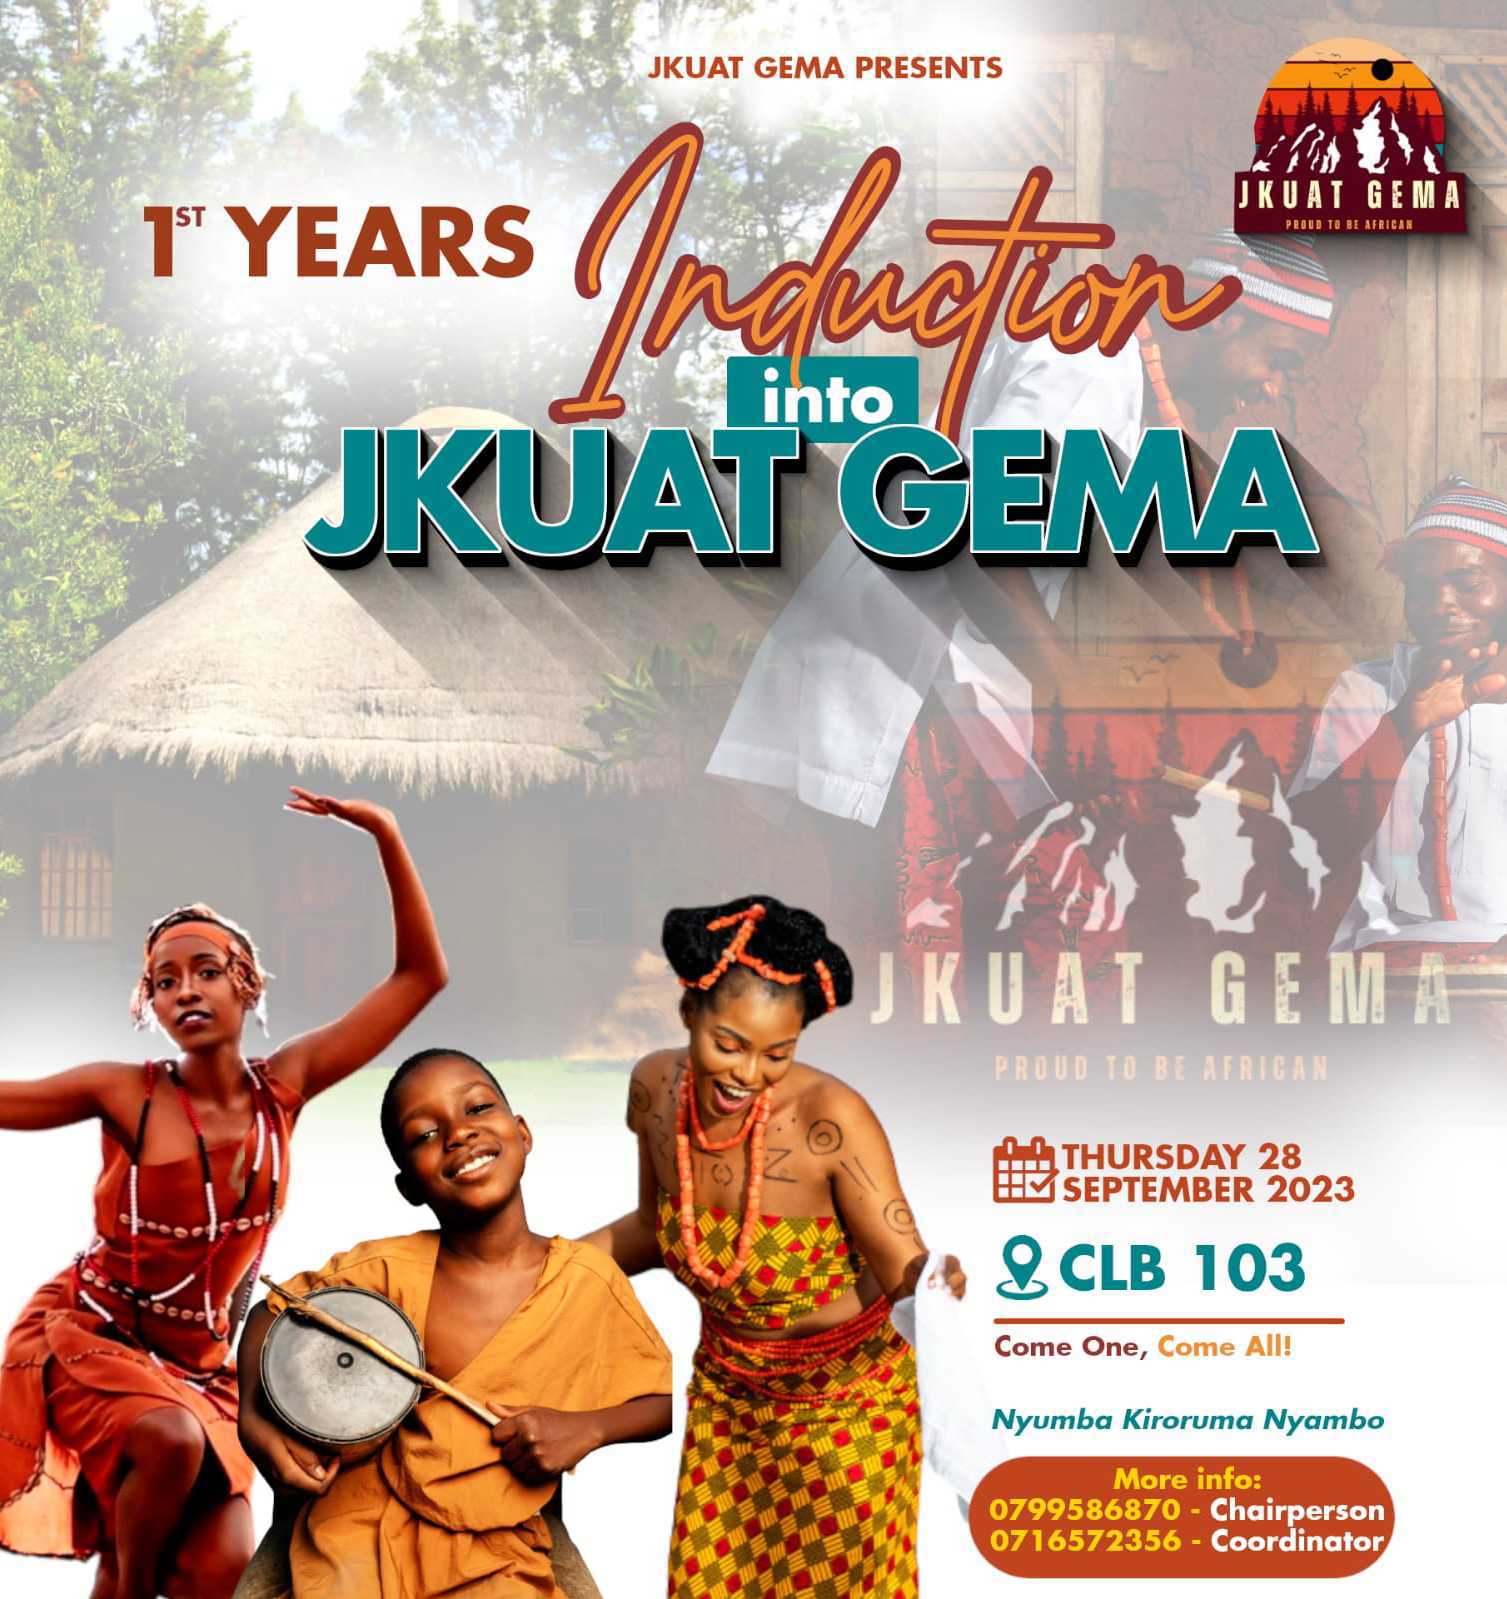 JKUAT GEMA PRESENTS
JKUAT GEMA
PROUD TO BE AFRICAN
1ST YEARS Induction
into
JKUAT GEMA
JKUAT GEMA
PROUD TO BE AFRICAN
THURSDAY 28
SEPTEMBER 2023
CLB 103
Come One, Come All!
Nyumba Kiroruma Nyambo
More info:
0799586870 - Chairperson
0716572356 - Coordinator